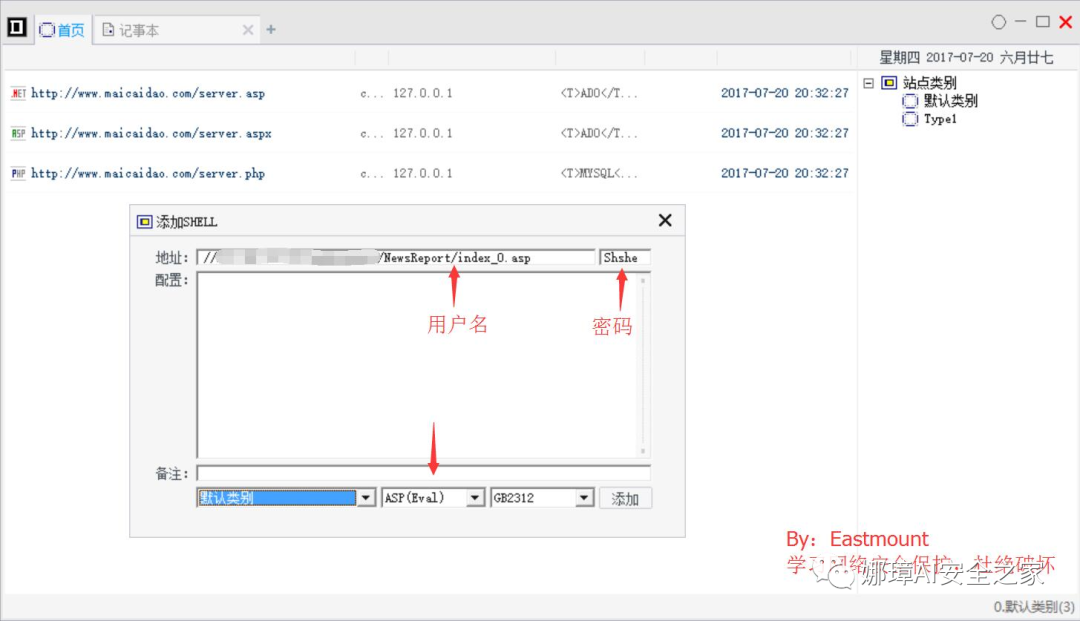 首页
记事本
星期四 2017-07-20 六月廿七
.NET http://www.maicaidao.com/server.asp c... 127.0.0.1 <T>ADO</T... 2017-07-20 20:32:27
ASP http://www.maicaidao.com/server.aspx c... 127.0.0.1 <T>ADO</T... 2017-07-20 20:32:27
PHP http://www.maicaidao.com/server.php c... 127.0.0.1 <T>MYSQL<... 2017-07-20 20:32:27
站点类别
默认类别
Type1
添加SHELL
地址: // /NewsReport/index_0.asp Shshe
配置:
用户名 密码
备注:
默认类别 ASP(Eval) GB2312 添加
By：Eastmount
学习网络安全保护，杜绝破坏
娜璋AI安全之家
0.默认类别(3)